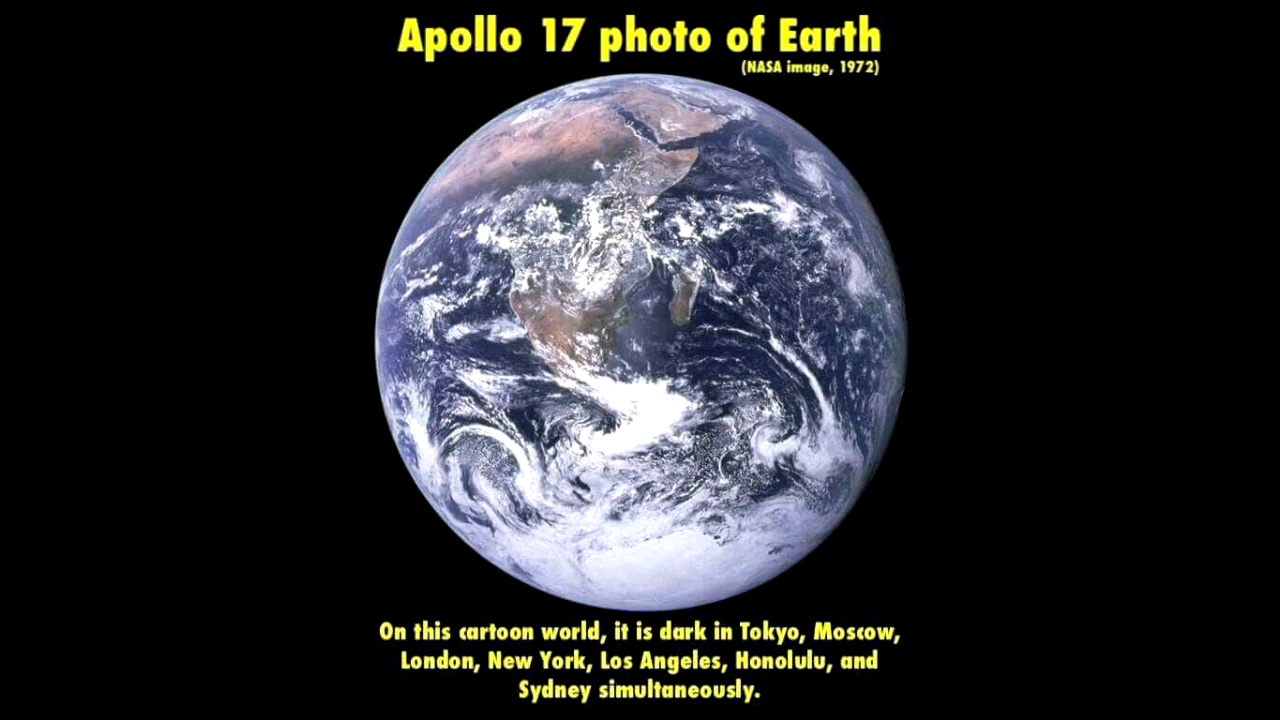 Apollo 17 photo of Earth
(NASA image, 1972)
On this cartoon world, it is dark in Tokyo, Moscow,
London, New York, Los Angeles, Honolulu, and
Sydney simultaneously.